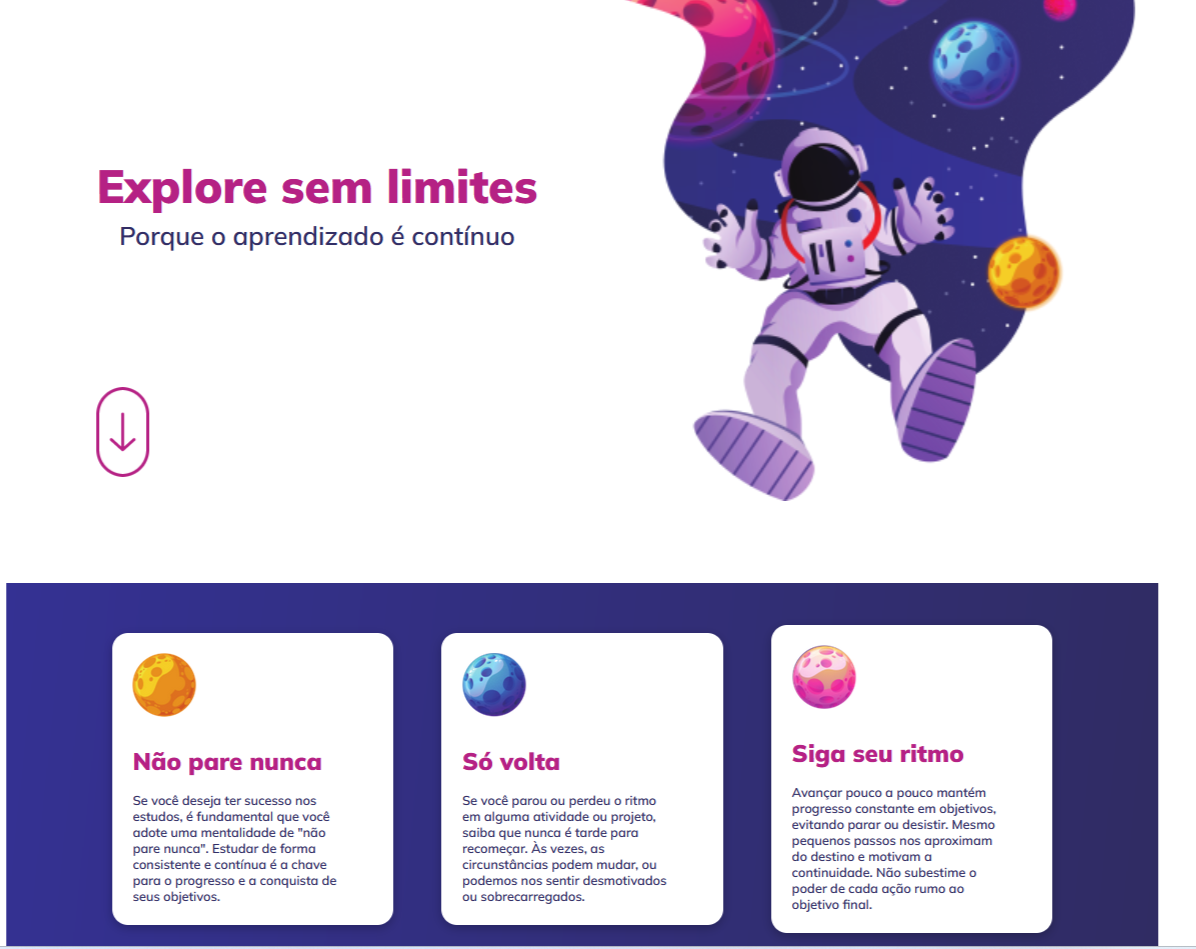 Explore sem limites
Porque o aprendizado é contínuo
Não pare nunca
Se você deseja ter sucesso nos
estudos, é fundamental que você
adote uma mentalidade de "não
pare nunca". Estudar de forma
consistente e contínua é a chave
para o progresso e a conquista de
seus objetivos.
Só volta
Se você parou ou perdeu o ritmo
em alguma atividade ou projeto,
saiba que nunca é tarde para
recomeçar. Às vezes, as
circunstâncias podem mudar, ou
podemos nos sentir desmotivados
ou sobrecarregados.
Siga seu ritmo
Avançar pouco a pouco mantém
progresso constante em objetivos,
evitando parar ou desistir. Mesmo
pequenos passos nos aproximam
do destino e motivam a
continuidade. Não subestime o
poder de cada ação rumo ao
objetivo final.